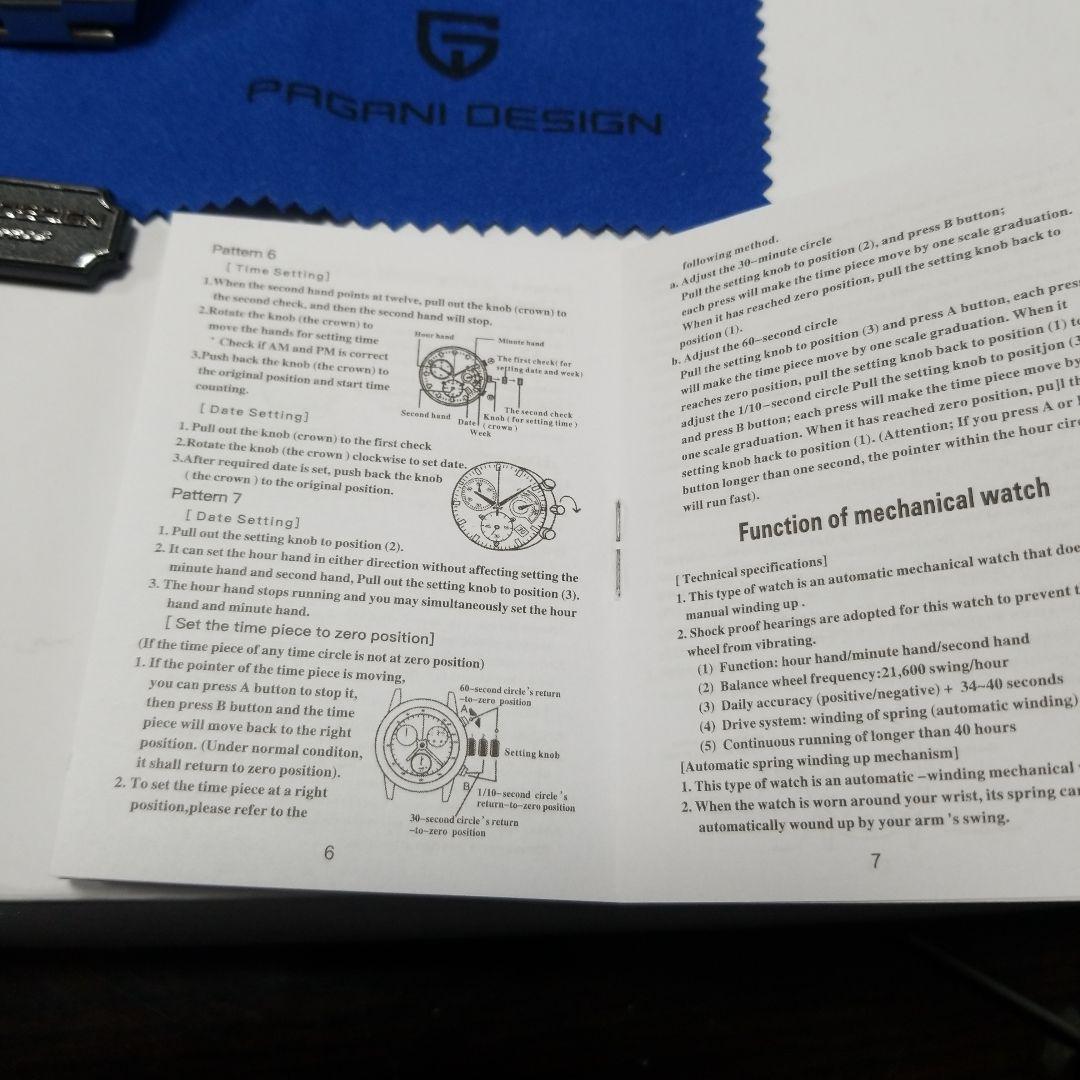 PAGANI DESIGN
Pattern 6
[ Time Setting]
1.When the second hand points at twelve, pull out the knob (crown) to
the second check, and then the second hand will stop.
2.Rotate the knob (the crown) to
move the hands for setting time
* Check if AM and PM is correct
3.Push back the knob (the crown) to
the original position and start time
counting.
Hour hand
Minute hand
The first check( for
setting date and week)
Second hand
Date
Week
The second check
Knob ( for setting time )
( crown )
[ Date Setting]
1. Pull out the knob (crown) to the first check
2.Rotate the knob (the crown ) clockwise to set date.
3.After required date is set, push back the knob
( the crown ) to the original position.
Pattern 7
[ Date Setting]
1. Pull out the setting knob to position (2).
2. It can set the hour hand in either direction without affecting setting the
minute hand and second hand, Pull out the setting knob to position (3).
3. The hour hand stops running and you may simultaneously set the hour
hand and minute hand.
[ Set the time piece to zero position]
(If the time piece of any time circle is not at zero position)
1. If the pointer of the time piece is moving,
you can press A button to stop it,
then press B button and the time
piece will move back to the right
position. (Under normal conditon,
it shall return to zero position).
2. To set the time piece at a right
position,please refer to the
60-second circle's return
-to-zero position
A
Setting knob
B
1/10-second circle 's
return-to-zero position
30-second circle's return
-to-zero position
6
following method.
a. Adjust the 30-minute circle
Pull the setting knob to position (2), and press B button;
each press will make the time piece move by one scale graduation.
When it has reached zero position, pull the setting knob back to
position (1).
b. Adjust the 60-second circle
Pull the setting knob to position (3) and press A button, each press
will make the time piece move by one scale graduation. When it
reaches zero position, pull the setting knob back to position (1) to
adjust the 1/10-second circle Pull the setting knob to position (3
and press B button; each press will make the time piece move by
one scale graduation. When it has reached zero position, pull th
setting knob hack to position (1). (Attention; If you press A or
button longer than one second, the pointer within the hour circ
will run fast).
Function of mechanical watch
[ Technical specifications]
1. This type of watch is an automatic mechanical watch that doe
manual winding up .
2. Shock proof hearings are adopted for this watch to prevent t
wheel from vibrating.
(1) Function: hour hand/minute hand/second hand
(2) Balance wheel frequency:21,600 swing/hour
(3) Daily accuracy (positive/negative) + 34-40 seconds
(4) Drive system: winding of spring (automatic winding)
(5) Continuous running of longer than 40 hours
[Automatic spring winding up mechanism]
1. This type of watch is an automatic -winding mechanical
2. When the watch is worn around your wrist, its spring car
automatically wound up by your arm 's swing.
7